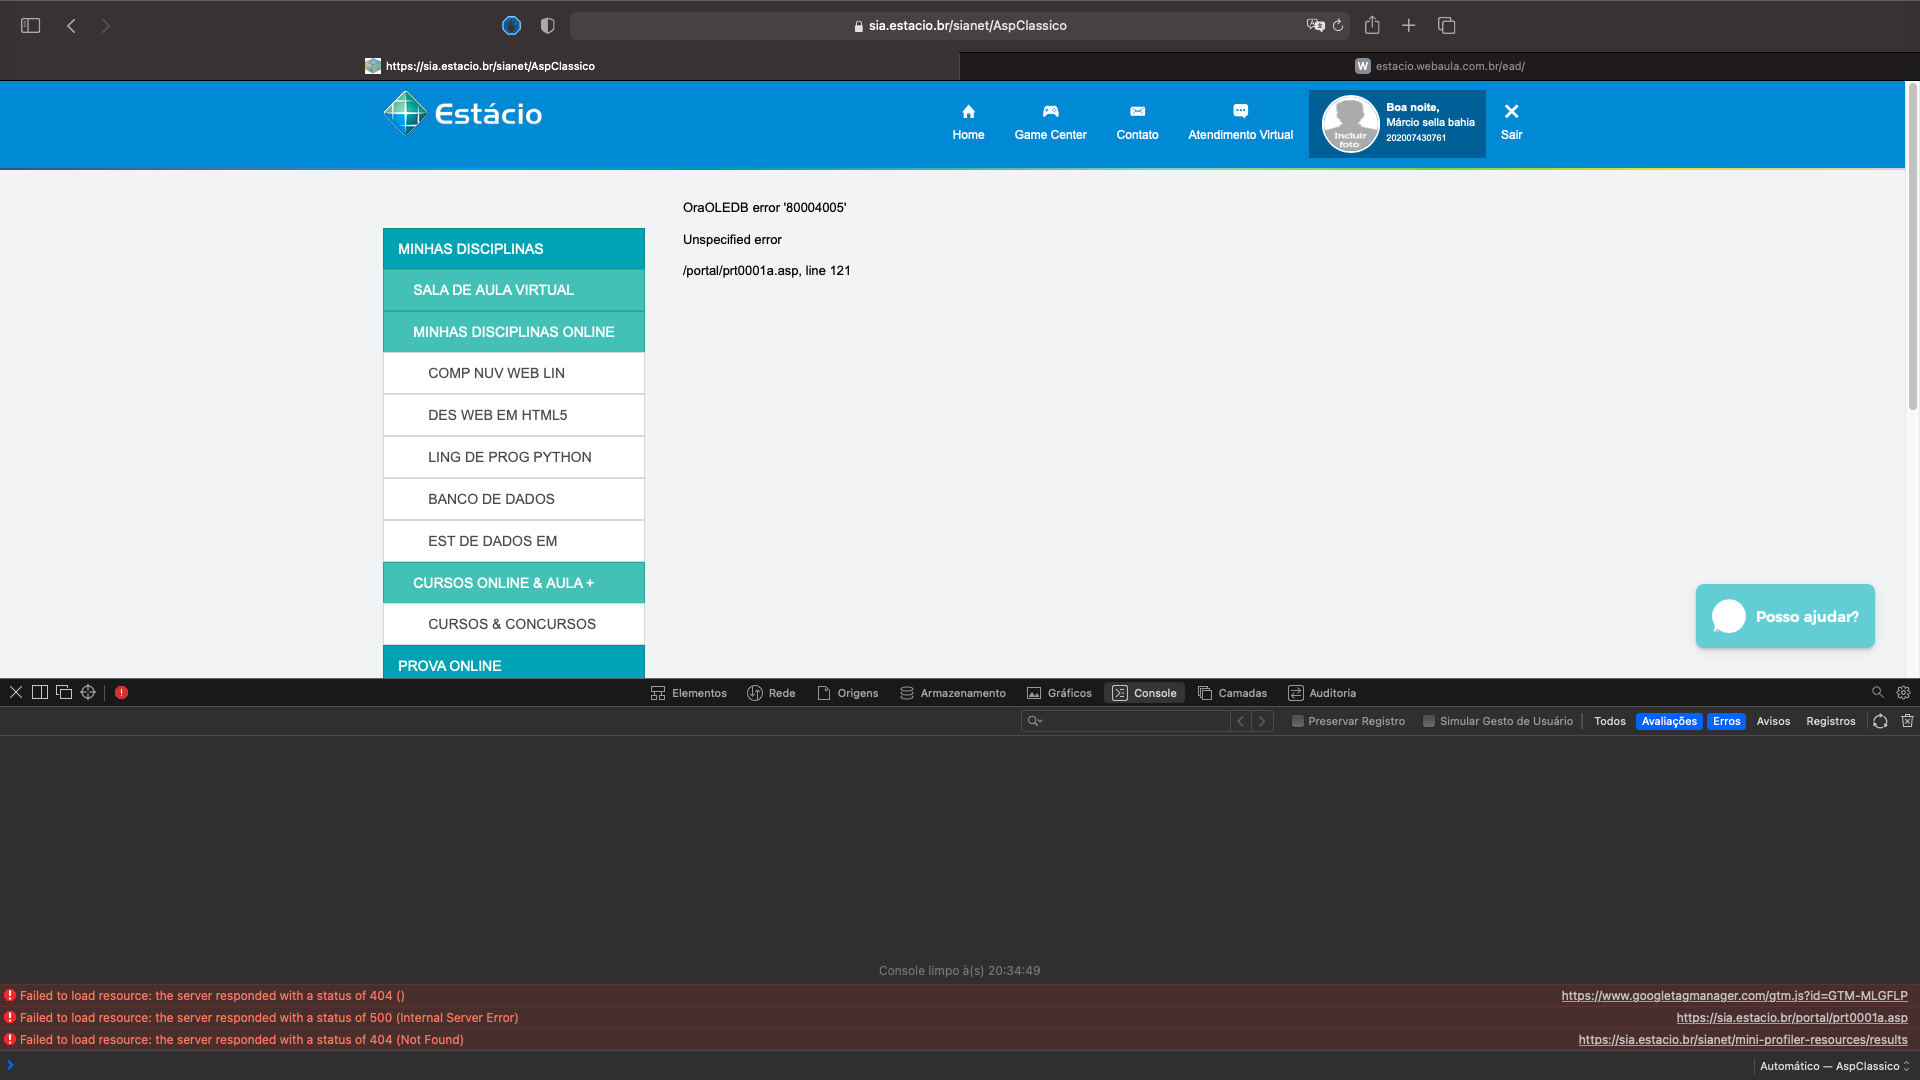 sia.estacio.br/sianet/AspClassico
https://sia.estacio.br/sianet/AspClassico
W estacio.webaula.com.br/ead/
Estácio
Home
Game Center
Contato
Atendimento Virtual
Incluir foto
Boa noite,
Márcio sella bahia
202007430761
Sair
OraOLEDB error '80004005'
Unspecified error
/portal/prt0001a.asp, line 121
MINHAS DISCIPLINAS
SALA DE AULA VIRTUAL
MINHAS DISCIPLINAS ONLINE
COMP NUV WEB LIN
DES WEB EM HTML5
LING DE PROG PYTHON
BANCO DE DADOS
EST DE DADOS EM
CURSOS ONLINE & AULA +
CURSOS & CONCURSOS
PROVA ONLINE
Posso ajudar?
Elementos Rede Origens Armazenamento Gráficos Console Camadas Auditoria
Preservar Registro Simular Gesto de Usuário Todos Avaliações Erros Avisos Registros
Console limpo à(s) 20:34:49
Failed to load resource: the server responded with a status of 404 () https://www.googletagmanager.com/gtm.js?id=GTM-MLGFLP
Failed to load resource: the server responded with a status of 500 (Internal Server Error) https://sia.estacio.br/portal/prt0001a.asp
Failed to load resource: the server responded with a status of 404 (Not Found) https://sia.estacio.br/sianet/mini-profiler-resources/results
Automático — AspClassico